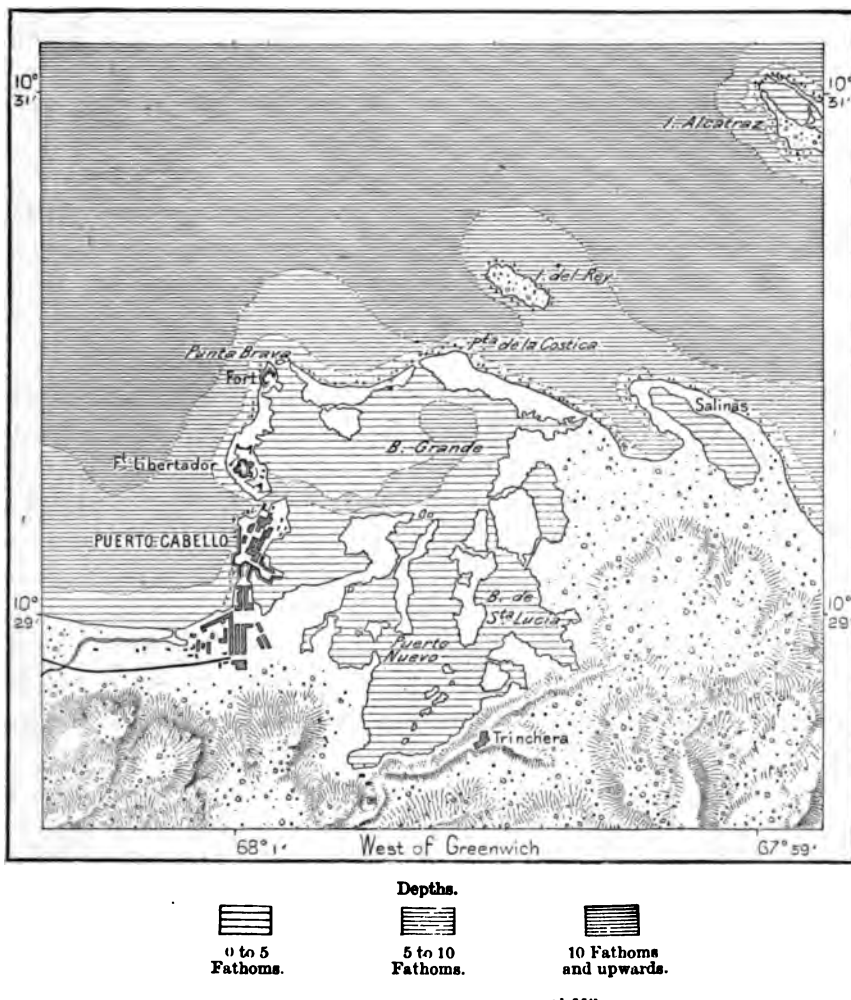 10°
31'
10°
31'
I. Alcatraz
I. del Rey
Pta de la Costica
Punta Brava
Fort
Salinas
B. Grande
Ft. Libertador
PUERTO CABELLO
10°
29'
10°
29'
B. de
Sta Lucia
Puerto
Nuevo
Trinchera
68°1' West of Greenwich 67°59'
Depths.
0 to 5
Fathoms.
5 to 10
Fathoms.
10 Fathoms
and upwards.